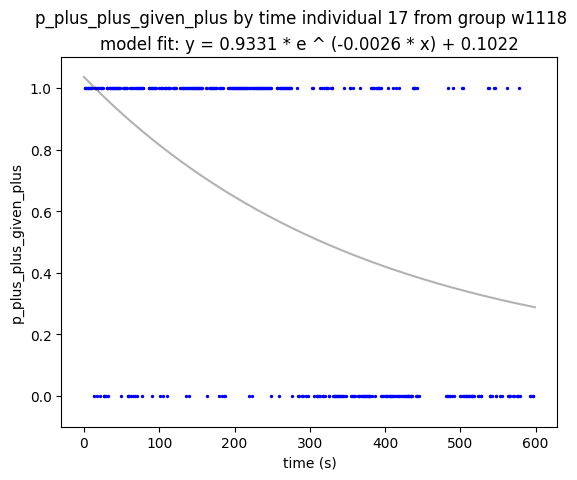 p_plus_plus_given_plus by time individual 17 from group w1118
model fit: y = 0.9331 * e ^ (-0.0026 * x) + 0.1022
p_plus_plus_given_plus
1.0
0.8
0.6
0.4
0.2
0.0
0 100 200 300 400 500 600
time (s)